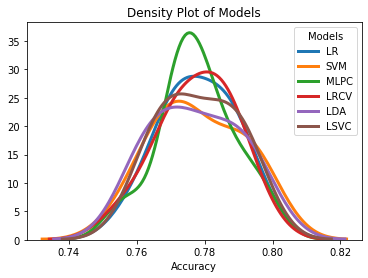 Density Plot of Models
35
30
25
20
15
10
5
0
0.74
0.76
0.78
0.80
0.82
Accuracy
Models
LR
SVM
MLPC
LRCV
LDA
LSVC